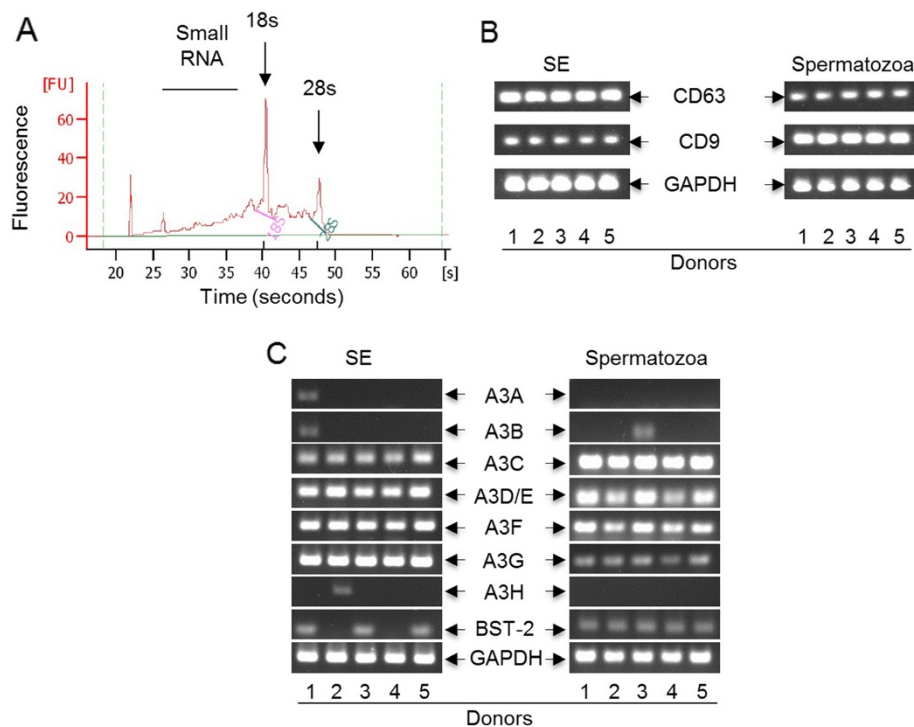 A
Small
RNA
18s
28s
[FU]
Fluorescence
60
40
20
0
18S
28S
20 25 30 35 40 45 50 55 60 [s]
Time (seconds)
B
SE Spermatozoa
CD63
CD9
GAPDH
1 2 3 4 5 1 2 3 4 5
Donors
C
SE Spermatozoa
A3A
A3B
A3C
A3D/E
A3F
A3G
A3H
BST-2
GAPDH
1 2 3 4 5 1 2 3 4 5
Donors